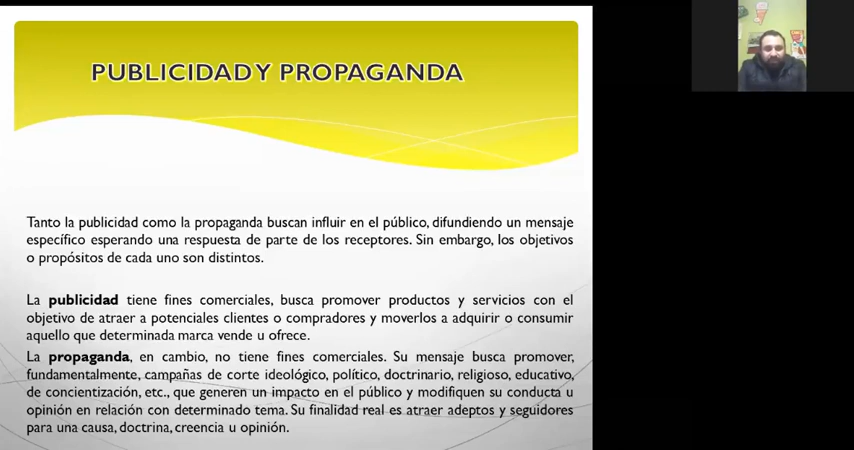 PUBLICIDAD Y PROPAGANDA
Tanto la publicidad como la propaganda buscan influir en el público, difundiendo un mensaje
específico esperando una respuesta de parte de los receptores. Sin embargo, los objetivos
o propósitos de cada uno son distintos.
La publicidad tiene fines comerciales, busca promover productos y servicios con el
objetivo de atraer a potenciales clientes o compradores y moverlos a adquirir o consumir
aquello que determinada marca vende u ofrece.
La propaganda, en cambio, no tiene fines comerciales. Su mensaje busca promover,
fundamentalmente, campañas de corte ideológico, político, doctrinario, religioso, educativo,
de concientización, etc., que generen un impacto en el público y modifiquen su conducta u
opinión en relación con determinado tema. Su finalidad real es atraer adeptos y seguidores
para una causa, doctrina, creencia u opinión.